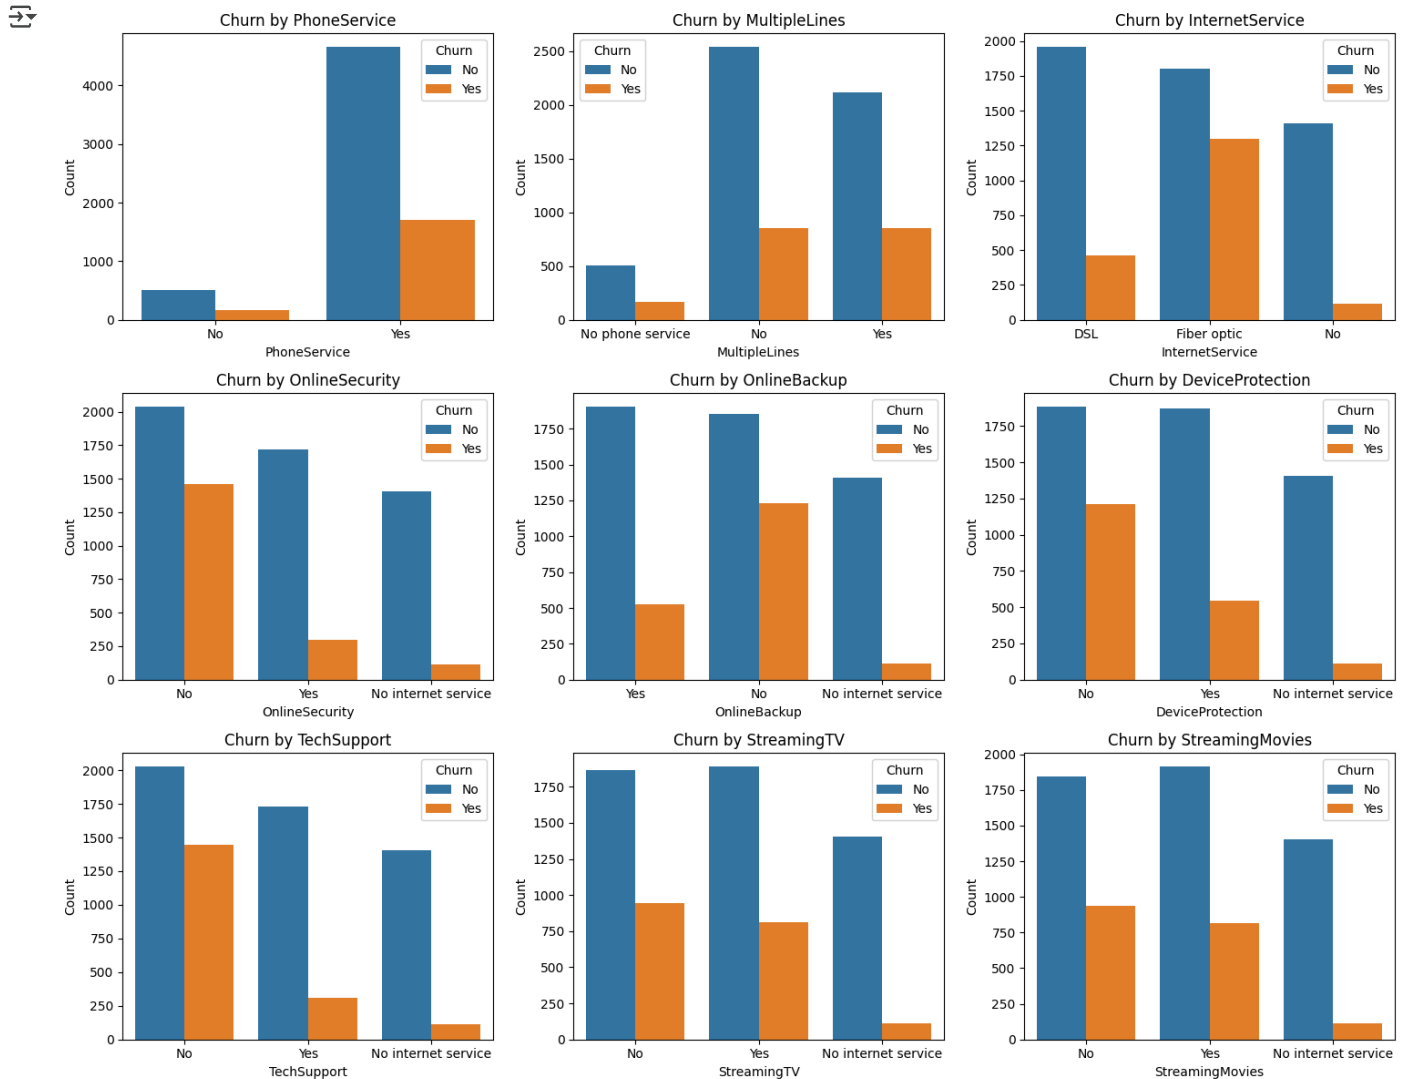 Churn by PhoneService
Churn
No
Yes
4000
3000
2000
1000
0
Count
No
Yes
PhoneService
Churn by MultipleLines
Churn
No
Yes
2500
2000
1500
1000
500
0
Count
No phone service
No
Yes
MultipleLines
Churn by InternetService
Churn
No
Yes
2000
1750
1500
1250
1000
750
500
250
0
Count
DSL
Fiber optic
No
InternetService
Churn by OnlineSecurity
Churn
No
Yes
2000
1750
1500
1250
1000
750
500
250
0
Count
No
Yes
No internet service
OnlineSecurity
Churn by OnlineBackup
Churn
No
Yes
1750
1500
1250
1000
750
500
250
0
Count
Yes
No
No internet service
OnlineBackup
Churn by DeviceProtection
Churn
No
Yes
1750
1500
1250
1000
750
500
250
0
Count
No
Yes
No internet service
DeviceProtection
Churn by TechSupport
Churn
No
Yes
2000
1750
1500
1250
1000
750
500
250
0
Count
No
Yes
No internet service
TechSupport
Churn by StreamingTV
Churn
No
Yes
1750
1500
1250
1000
750
500
250
0
Count
No
Yes
No internet service
StreamingTV
Churn by StreamingMovies
Churn
No
Yes
2000
1750
1500
1250
1000
750
500
250
0
Count
No
Yes
No internet service
StreamingMovies